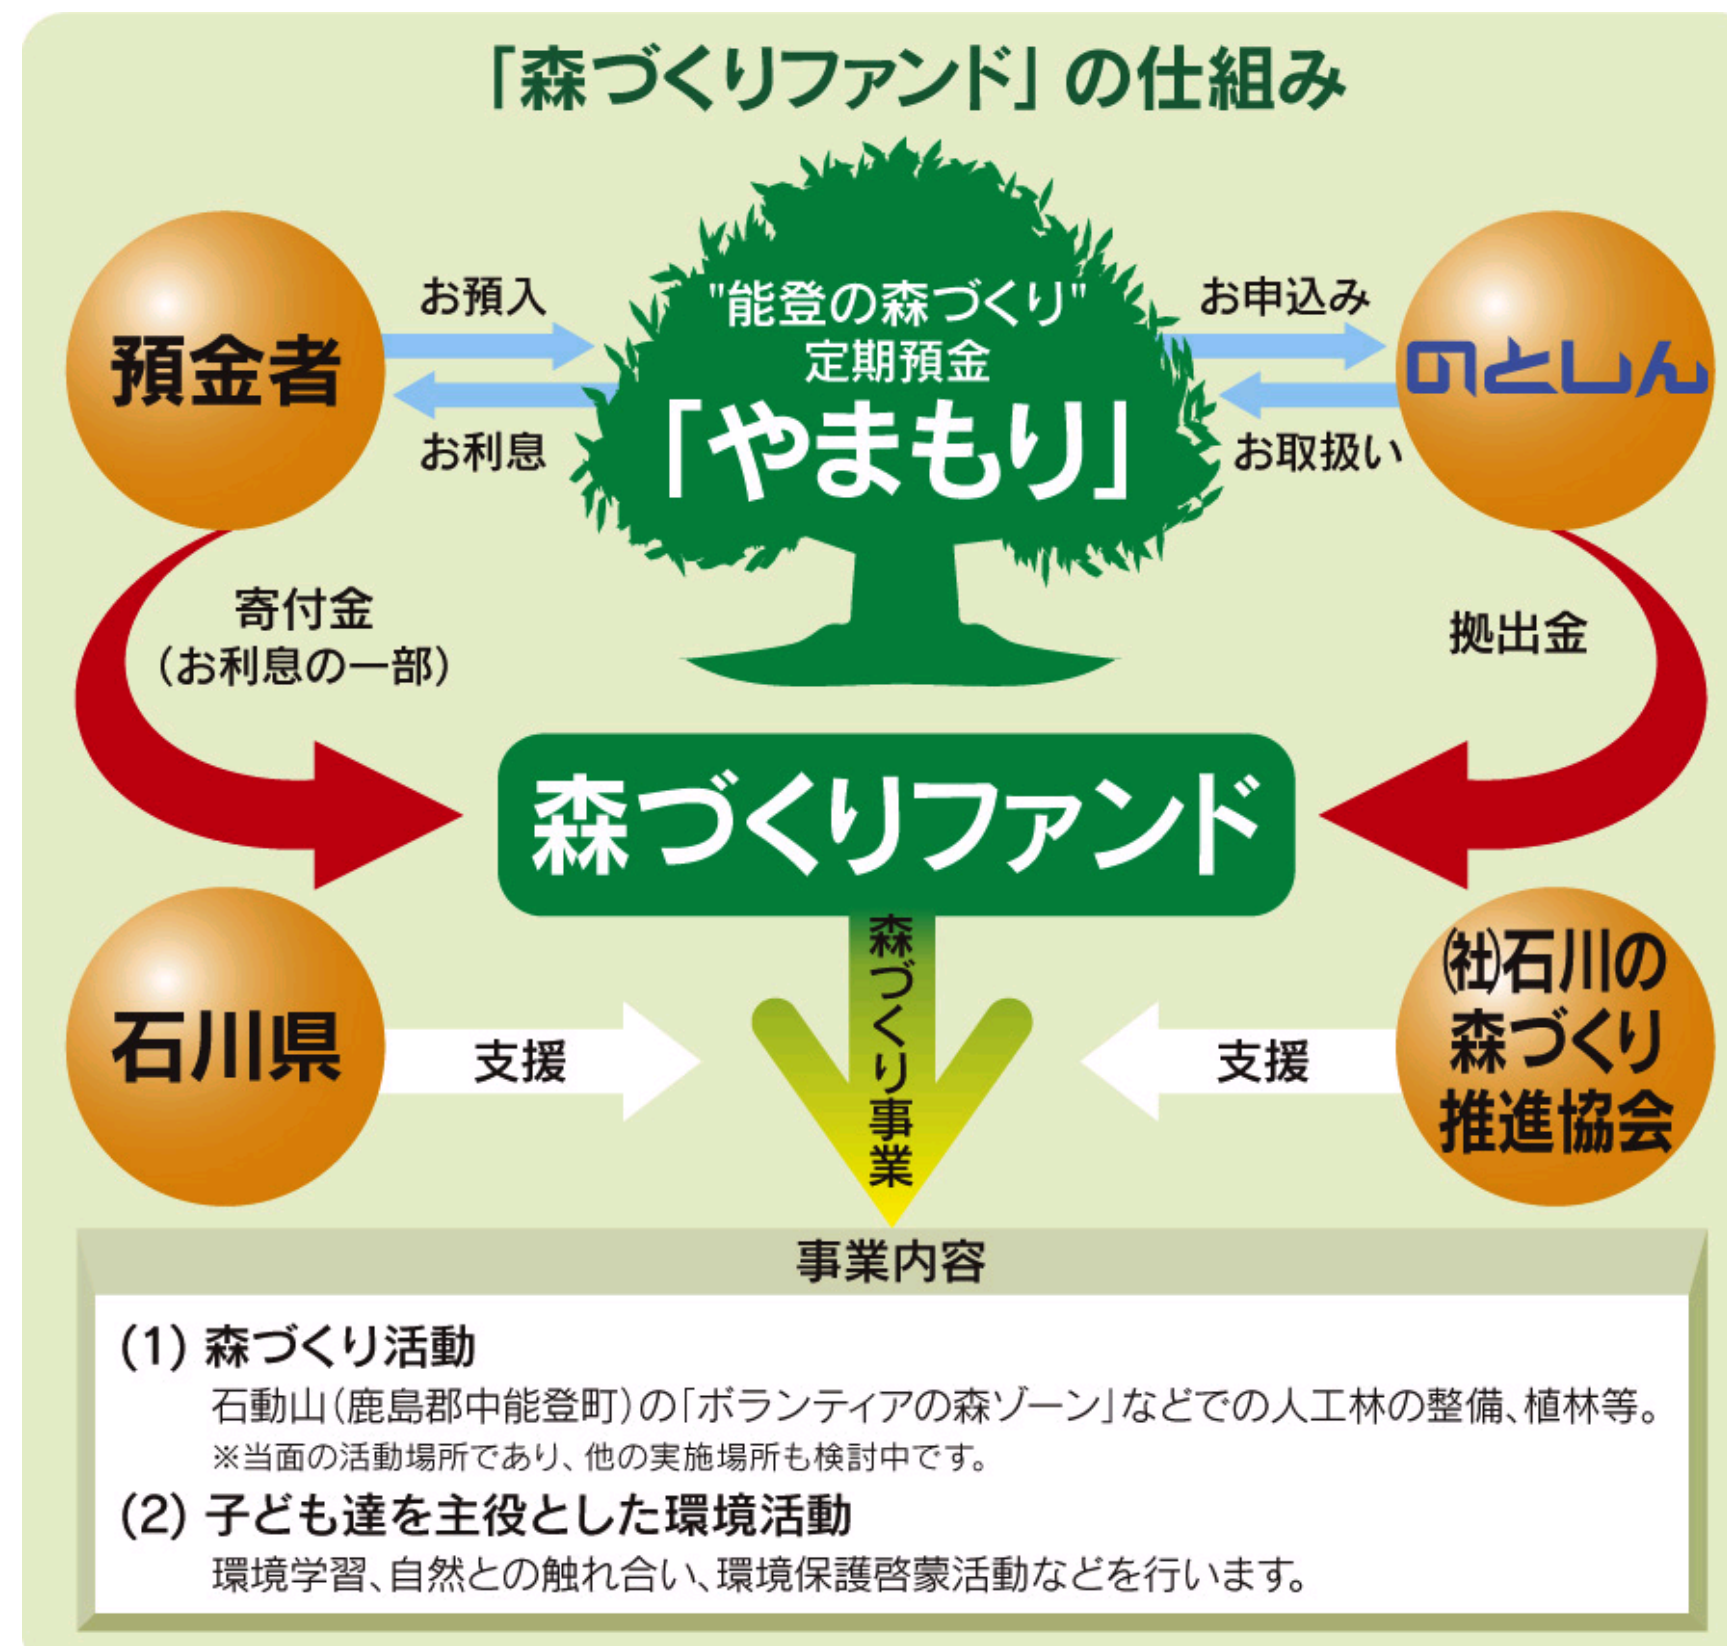 「森づくりファンド」の仕組み
預金者
お預入
お利息
"能登の森づくり"
定期預金
「やまもり」
お申込み
お取扱い
のとしん
寄付金
(お利息の一部)
拠出金
森づくりファンド
石川県
支援
森づくり事業
支援
㈳石川の
森づくり
推進協会
事業内容
(1) 森づくり活動
石動山(鹿島郡中能登町)の「ボランティアの森ゾーン」などでの人工林の整備、植林等。
※当面の活動場所であり、他の実施場所も検討中です。
(2) 子ども達を主役とした環境活動
環境学習、自然との触れ合い、環境保護啓蒙活動などを行います。